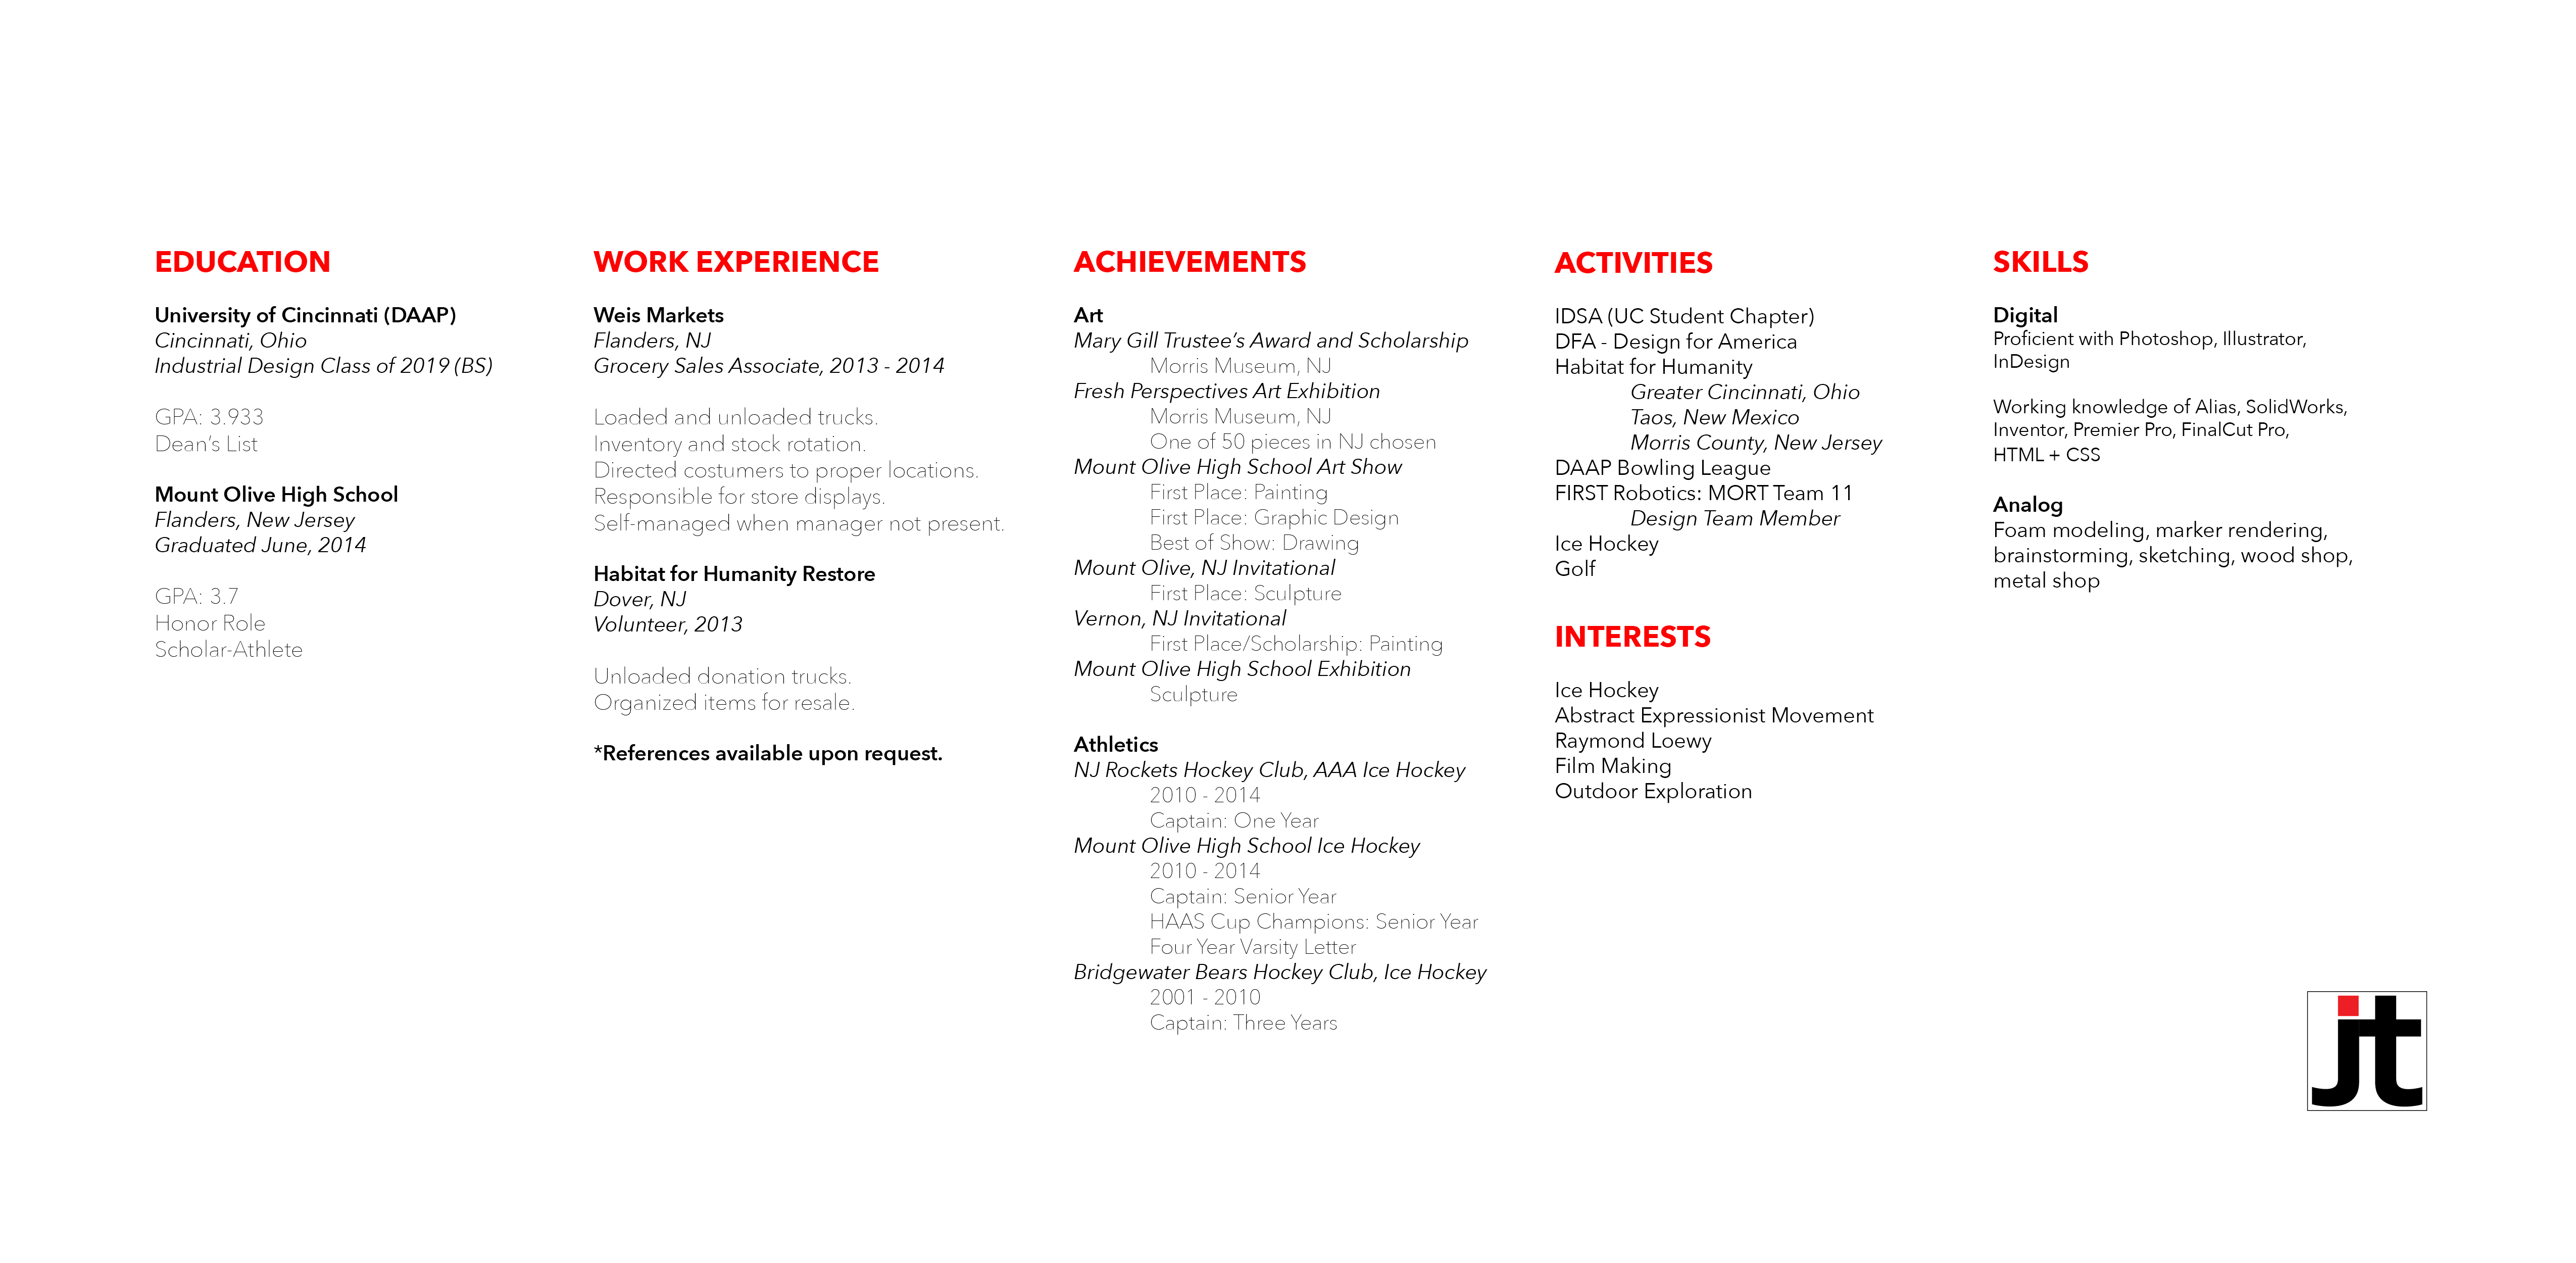 EDUCATION
University of Cincinnati (DAAP)
Cincinnati, Ohio
Industrial Design Class of 2019 (BS)
GPA: 3.933
Dean’s List
Mount Olive High School
Flanders, New Jersey
Graduated June, 2014
GPA: 3.7
Honor Role
Scholar-Athlete
WORK EXPERIENCE
Weis Markets
Flanders, NJ
Grocery Sales Associate, 2013 - 2014
Loaded and unloaded trucks.
Inventory and stock rotation.
Directed costumers to proper locations.
Responsible for store displays.
Self-managed when manager not present.
Habitat for Humanity Restore
Dover, NJ
Volunteer, 2013
Unloaded donation trucks.
Organized items for resale.
*References available upon request.
ACHIEVEMENTS
Art
Mary Gill Trustee’s Award and Scholarship
Morris Museum, NJ
Fresh Perspectives Art Exhibition
Morris Museum, NJ
One of 50 pieces in NJ chosen
Mount Olive High School Art Show
First Place: Painting
First Place: Graphic Design
Best of Show: Drawing
Mount Olive, NJ Invitational
First Place: Sculpture
Vernon, NJ Invitational
First Place/Scholarship: Painting
Mount Olive High School Exhibition
Sculpture
Athletics
NJ Rockets Hockey Club, AAA Ice Hockey
2010 - 2014
Captain: One Year
Mount Olive High School Ice Hockey
2010 - 2014
Captain: Senior Year
HAAS Cup Champions: Senior Year
Four Year Varsity Letter
Bridgewater Bears Hockey Club, Ice Hockey
2001 - 2010
Captain: Three Years
ACTIVITIES
IDSA (UC Student Chapter)
DFA - Design for America
Habitat for Humanity
Greater Cincinnati, Ohio
Taos, New Mexico
Morris County, New Jersey
DAAP Bowling League
FIRST Robotics: MORT Team 11
Design Team Member
Ice Hockey
Golf
INTERESTS
Ice Hockey
Abstract Expressionist Movement
Raymond Loewy
Film Making
Outdoor Exploration
SKILLS
Digital
Proficient with Photoshop, Illustrator,
InDesign
Working knowledge of Alias, SolidWorks,
Inventor, Premier Pro, FinalCut Pro,
HTML + CSS
Analog
Foam modeling, marker rendering,
brainstorming, sketching, wood shop,
metal shop
jt